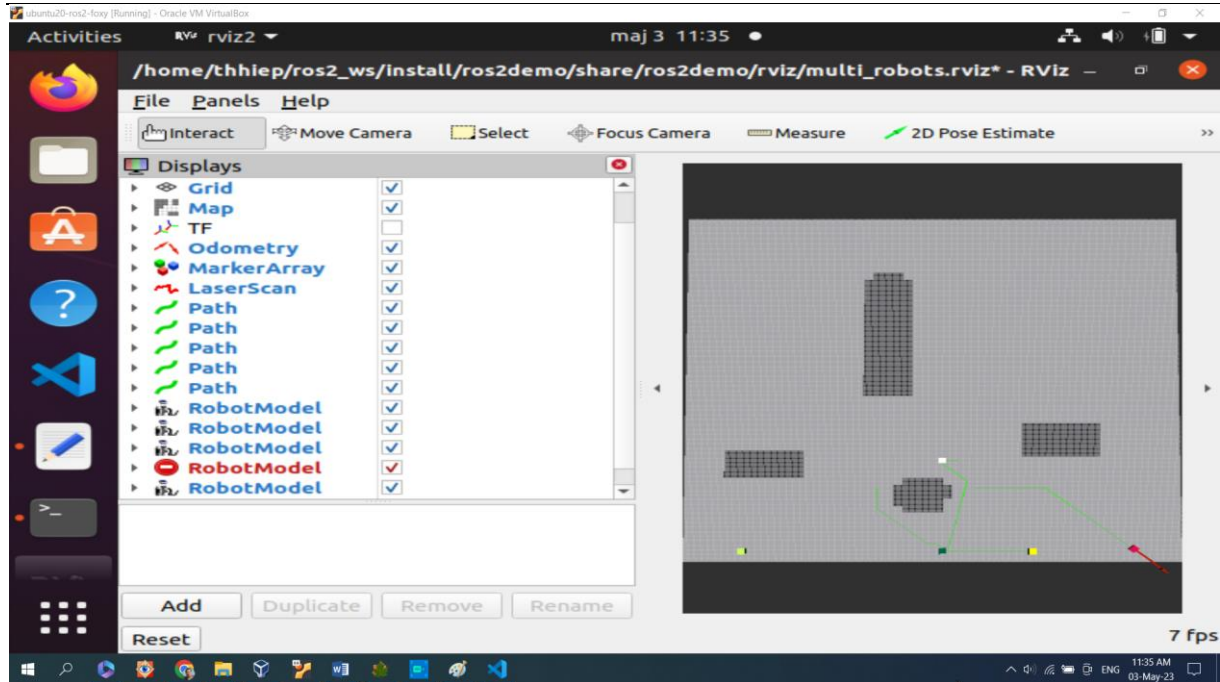 ubuntu20-ros2-foxy [Running] - Oracle VM VirtualBox
Activities RViz rviz2 maj 3 11:35
/home/thhiep/ros2_ws/install/ros2demo/share/ros2demo/rviz/multi_robots.rviz* - RViz
File Panels Help
Interact Move Camera Select Focus Camera Measure 2D Pose Estimate »
Displays
Grid
Map
TF
Odometry
MarkerArray
LaserScan
Path
Path
Path
Path
Path
RobotModel
RobotModel
RobotModel
RobotModel
RobotModel
Add Duplicate Remove Rename
Reset 7 fps
ENG 11:35 AM
03-May-23